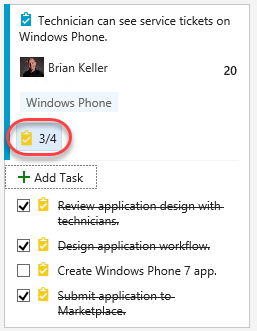 Technician can see service tickets on
Windows Phone.
Brian Keller
20
Windows Phone
3/4
+ Add Task
Review application design with
technicians.
Design application workflow.
Create Windows Phone 7 app.
Submit application to
Marketplace.